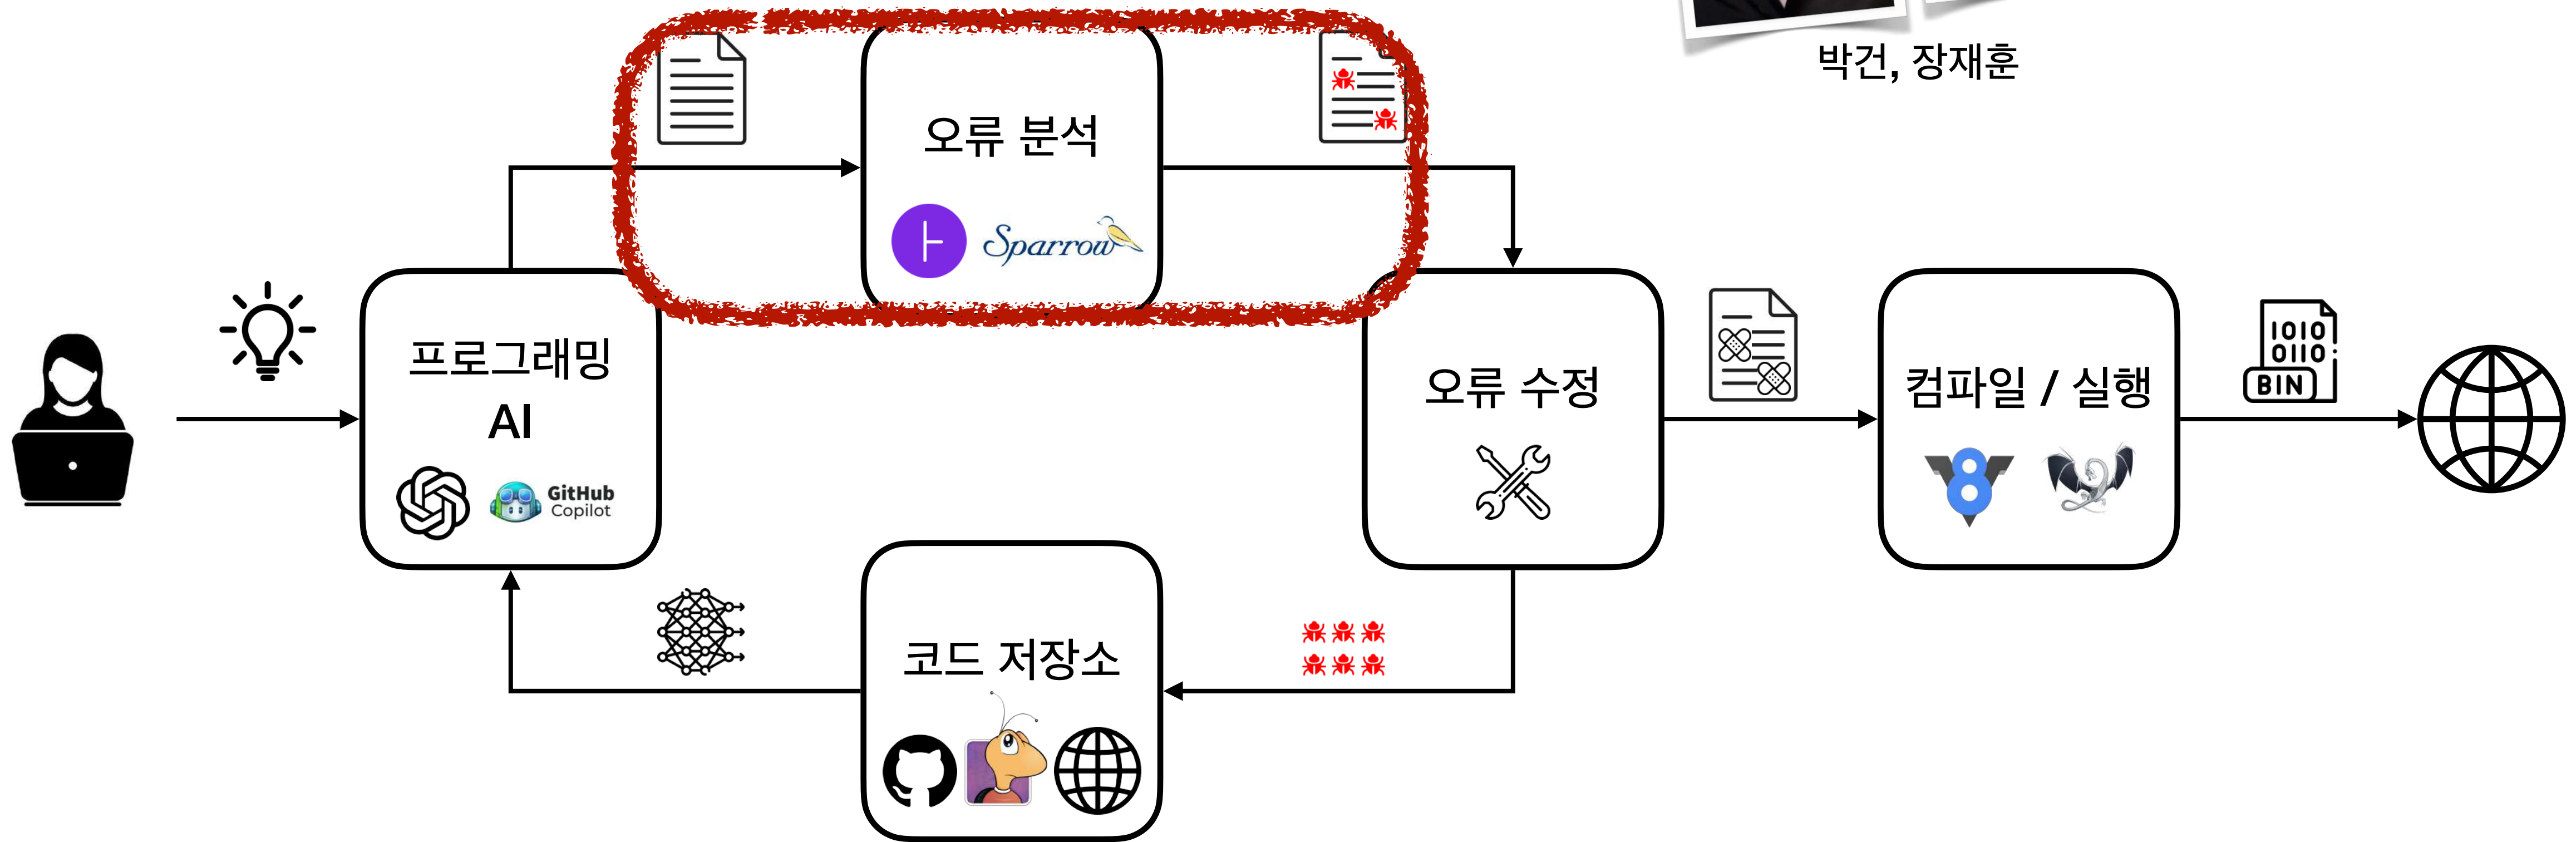 박건, 장재훈
오류 분석
Sparrow
프로그래밍
AI
GitHub
Copilot
오류 수정
컴파일 / 실행
8
1010
0110
BIN
코드 저장소